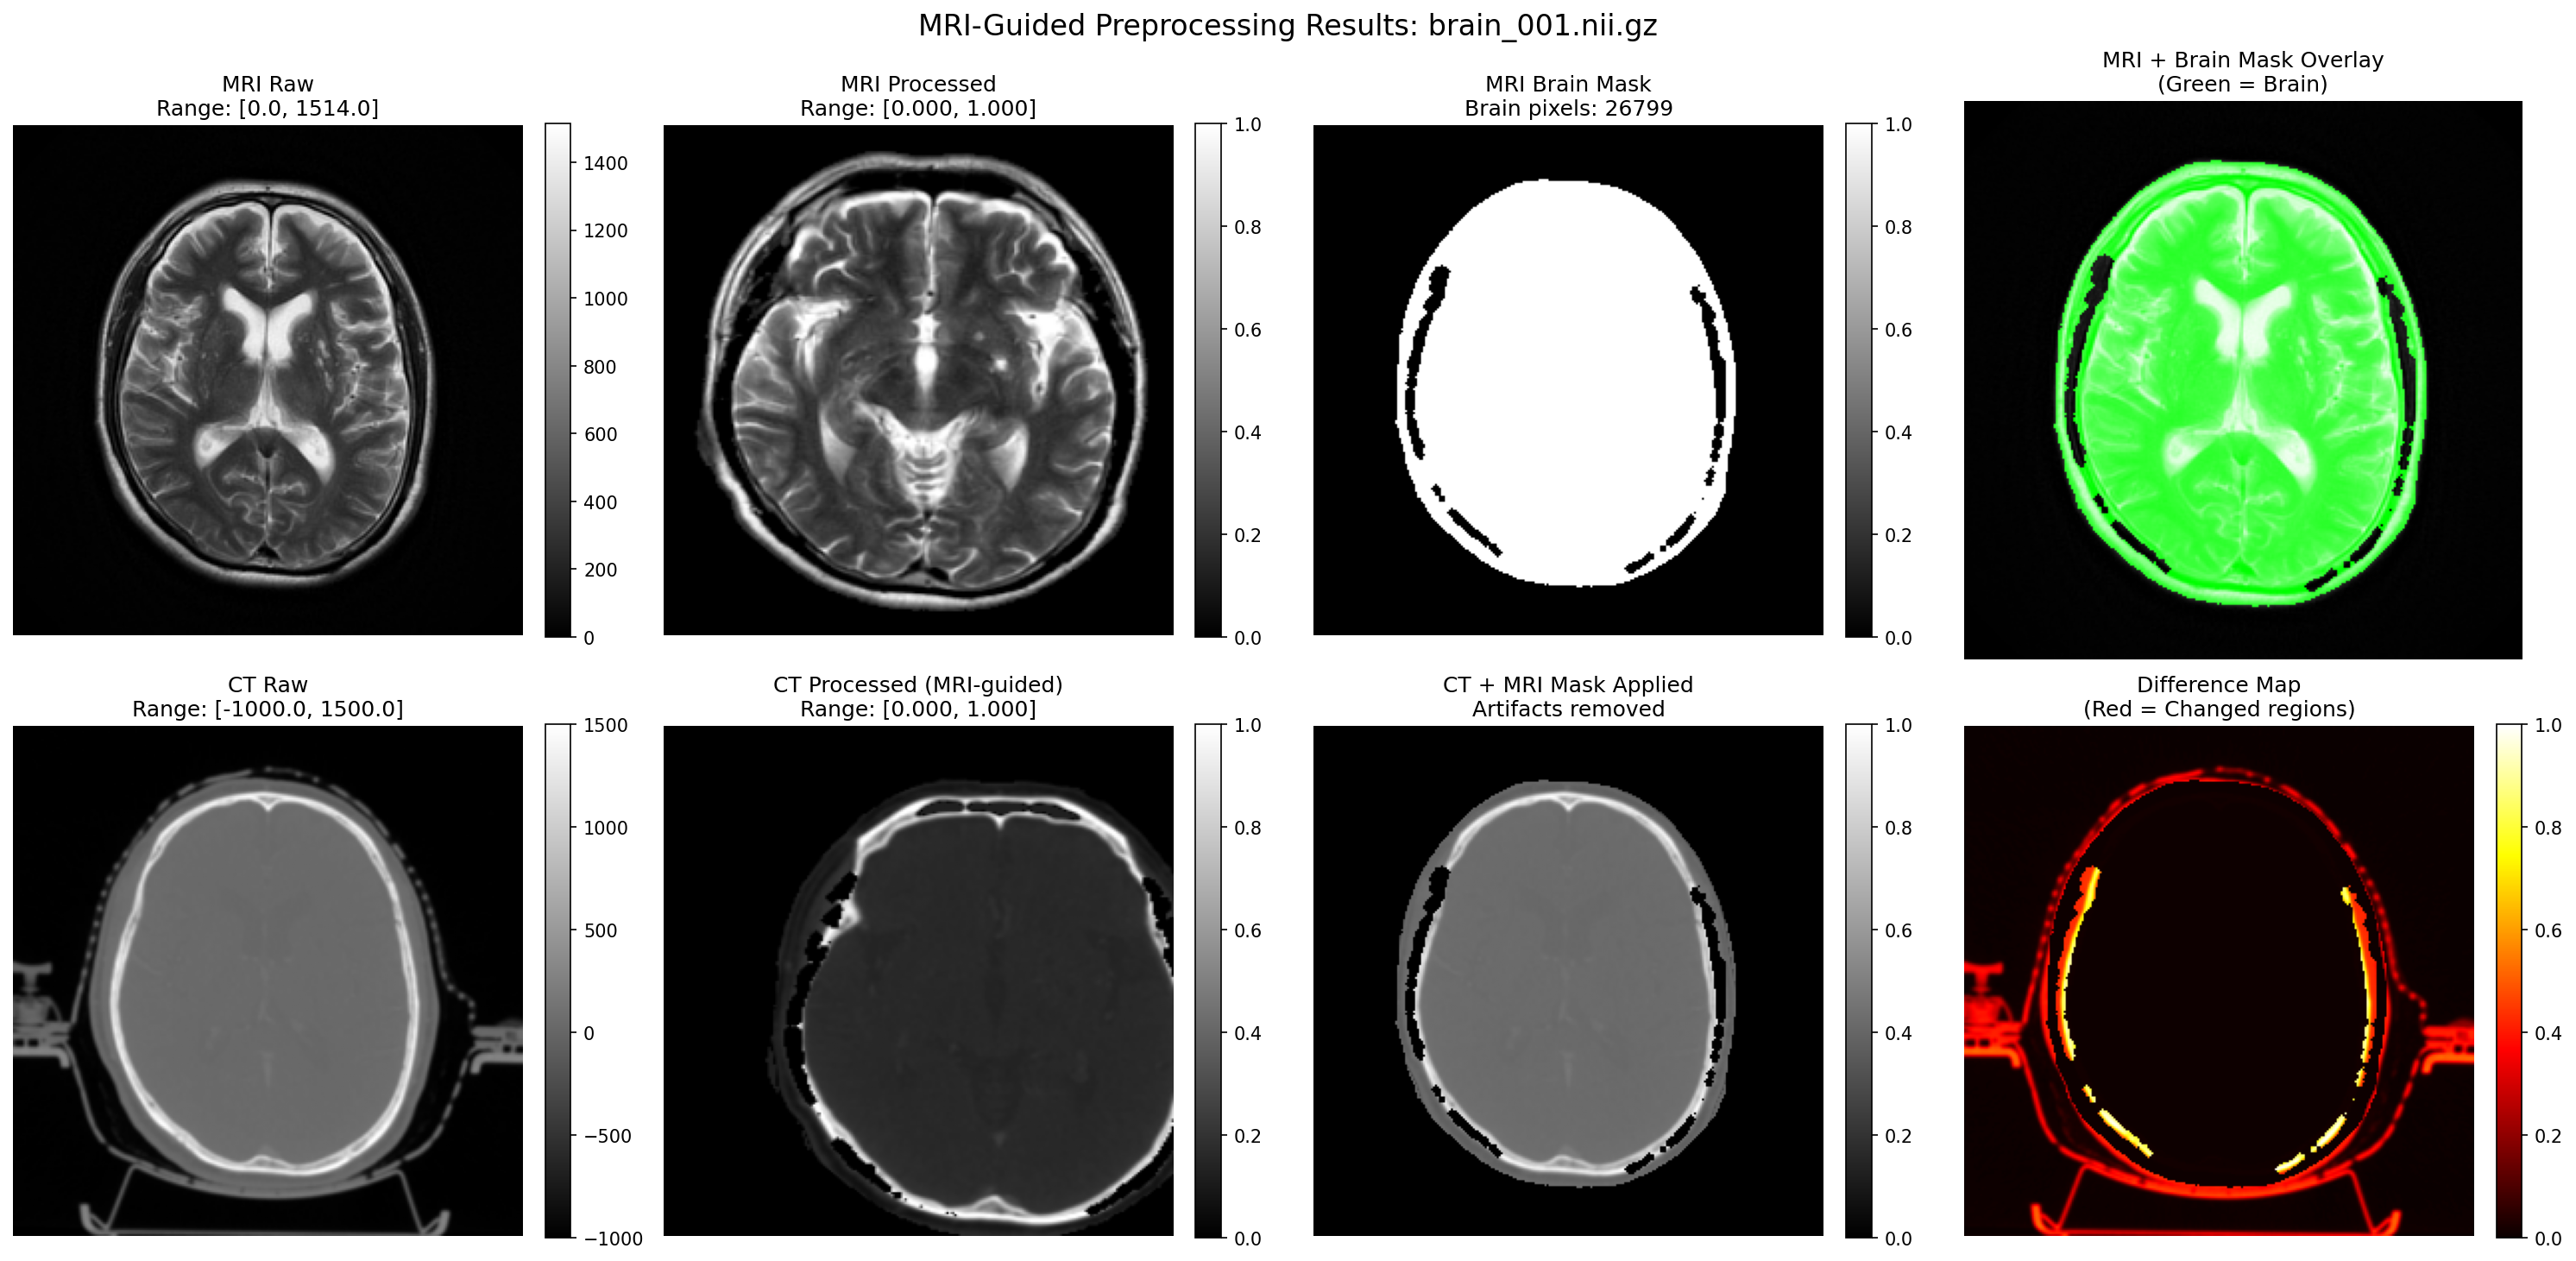 MRI-Guided Preprocessing Results: brain_001.nii.gz
MRI Raw
Range: [0.0, 1514.0]
1400
1200
1000
800
600
400
200
0
MRI Processed
Range: [0.000, 1.000]
1.0
0.8
0.6
0.4
0.2
0.0
MRI Brain Mask
Brain pixels: 26799
1.0
0.8
0.6
0.4
0.2
0.0
MRI + Brain Mask Overlay
(Green = Brain)
CT Raw
Range: [-1000.0, 1500.0]
1500
1000
500
0
−500
−1000
CT Processed (MRI-guided)
Range: [0.000, 1.000]
1.0
0.8
0.6
0.4
0.2
0.0
CT + MRI Mask Applied
Artifacts removed
1.0
0.8
0.6
0.4
0.2
0.0
Difference Map
(Red = Changed regions)
1.0
0.8
0.6
0.4
0.2
0.0